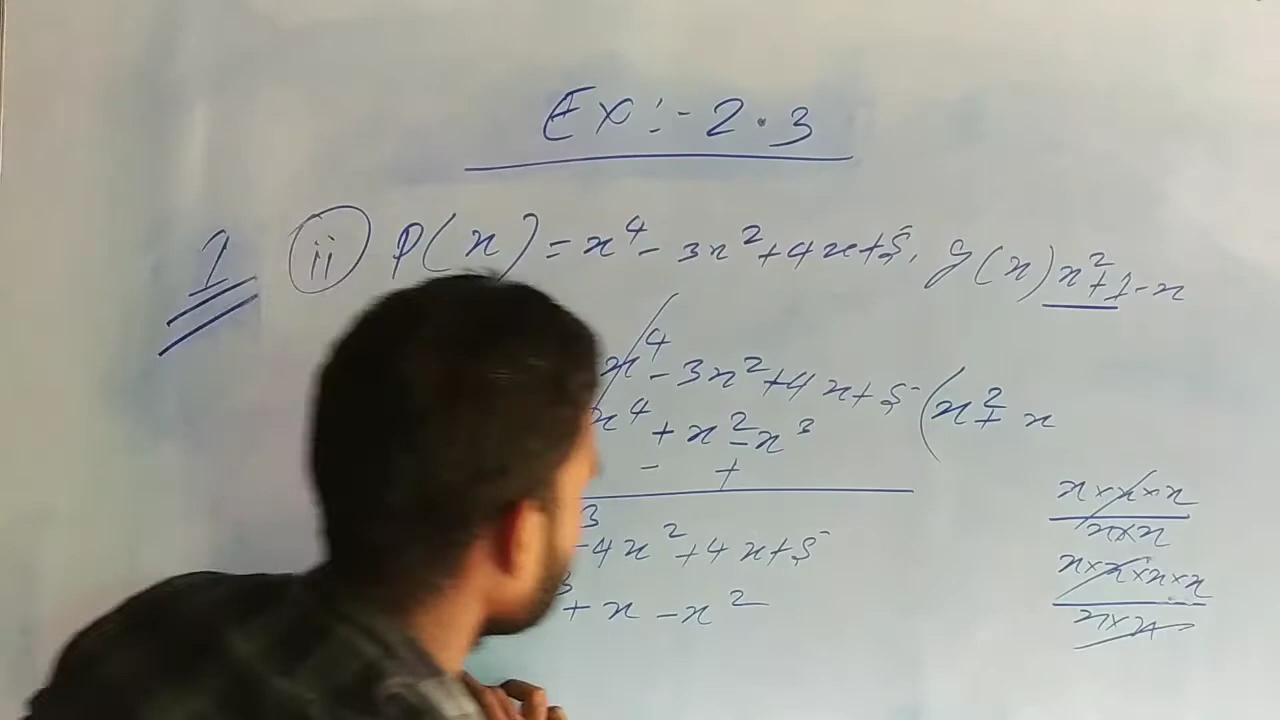 Ex:- 2.3
1 (ii) P(x) = x⁴ - 3x² + 4x + 5, g(x) x² + 1 - x
x⁴ - 3x² + 4x + 5 ( x² + x
x⁴ + x² - x³
- +
³ - 4x² + 4x + 5
³ + x - x²
x × x × x
x × x
x × x × x × x
x × x